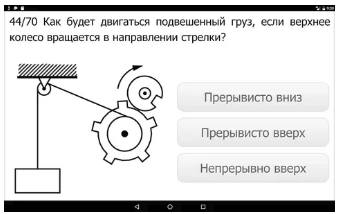 44/70 Как будет двигаться подвешенный груз, если верхнее
колесо вращается в направлении стрелки?
Прерывисто вниз
Прерывисто вверх
Непрерывно вверх